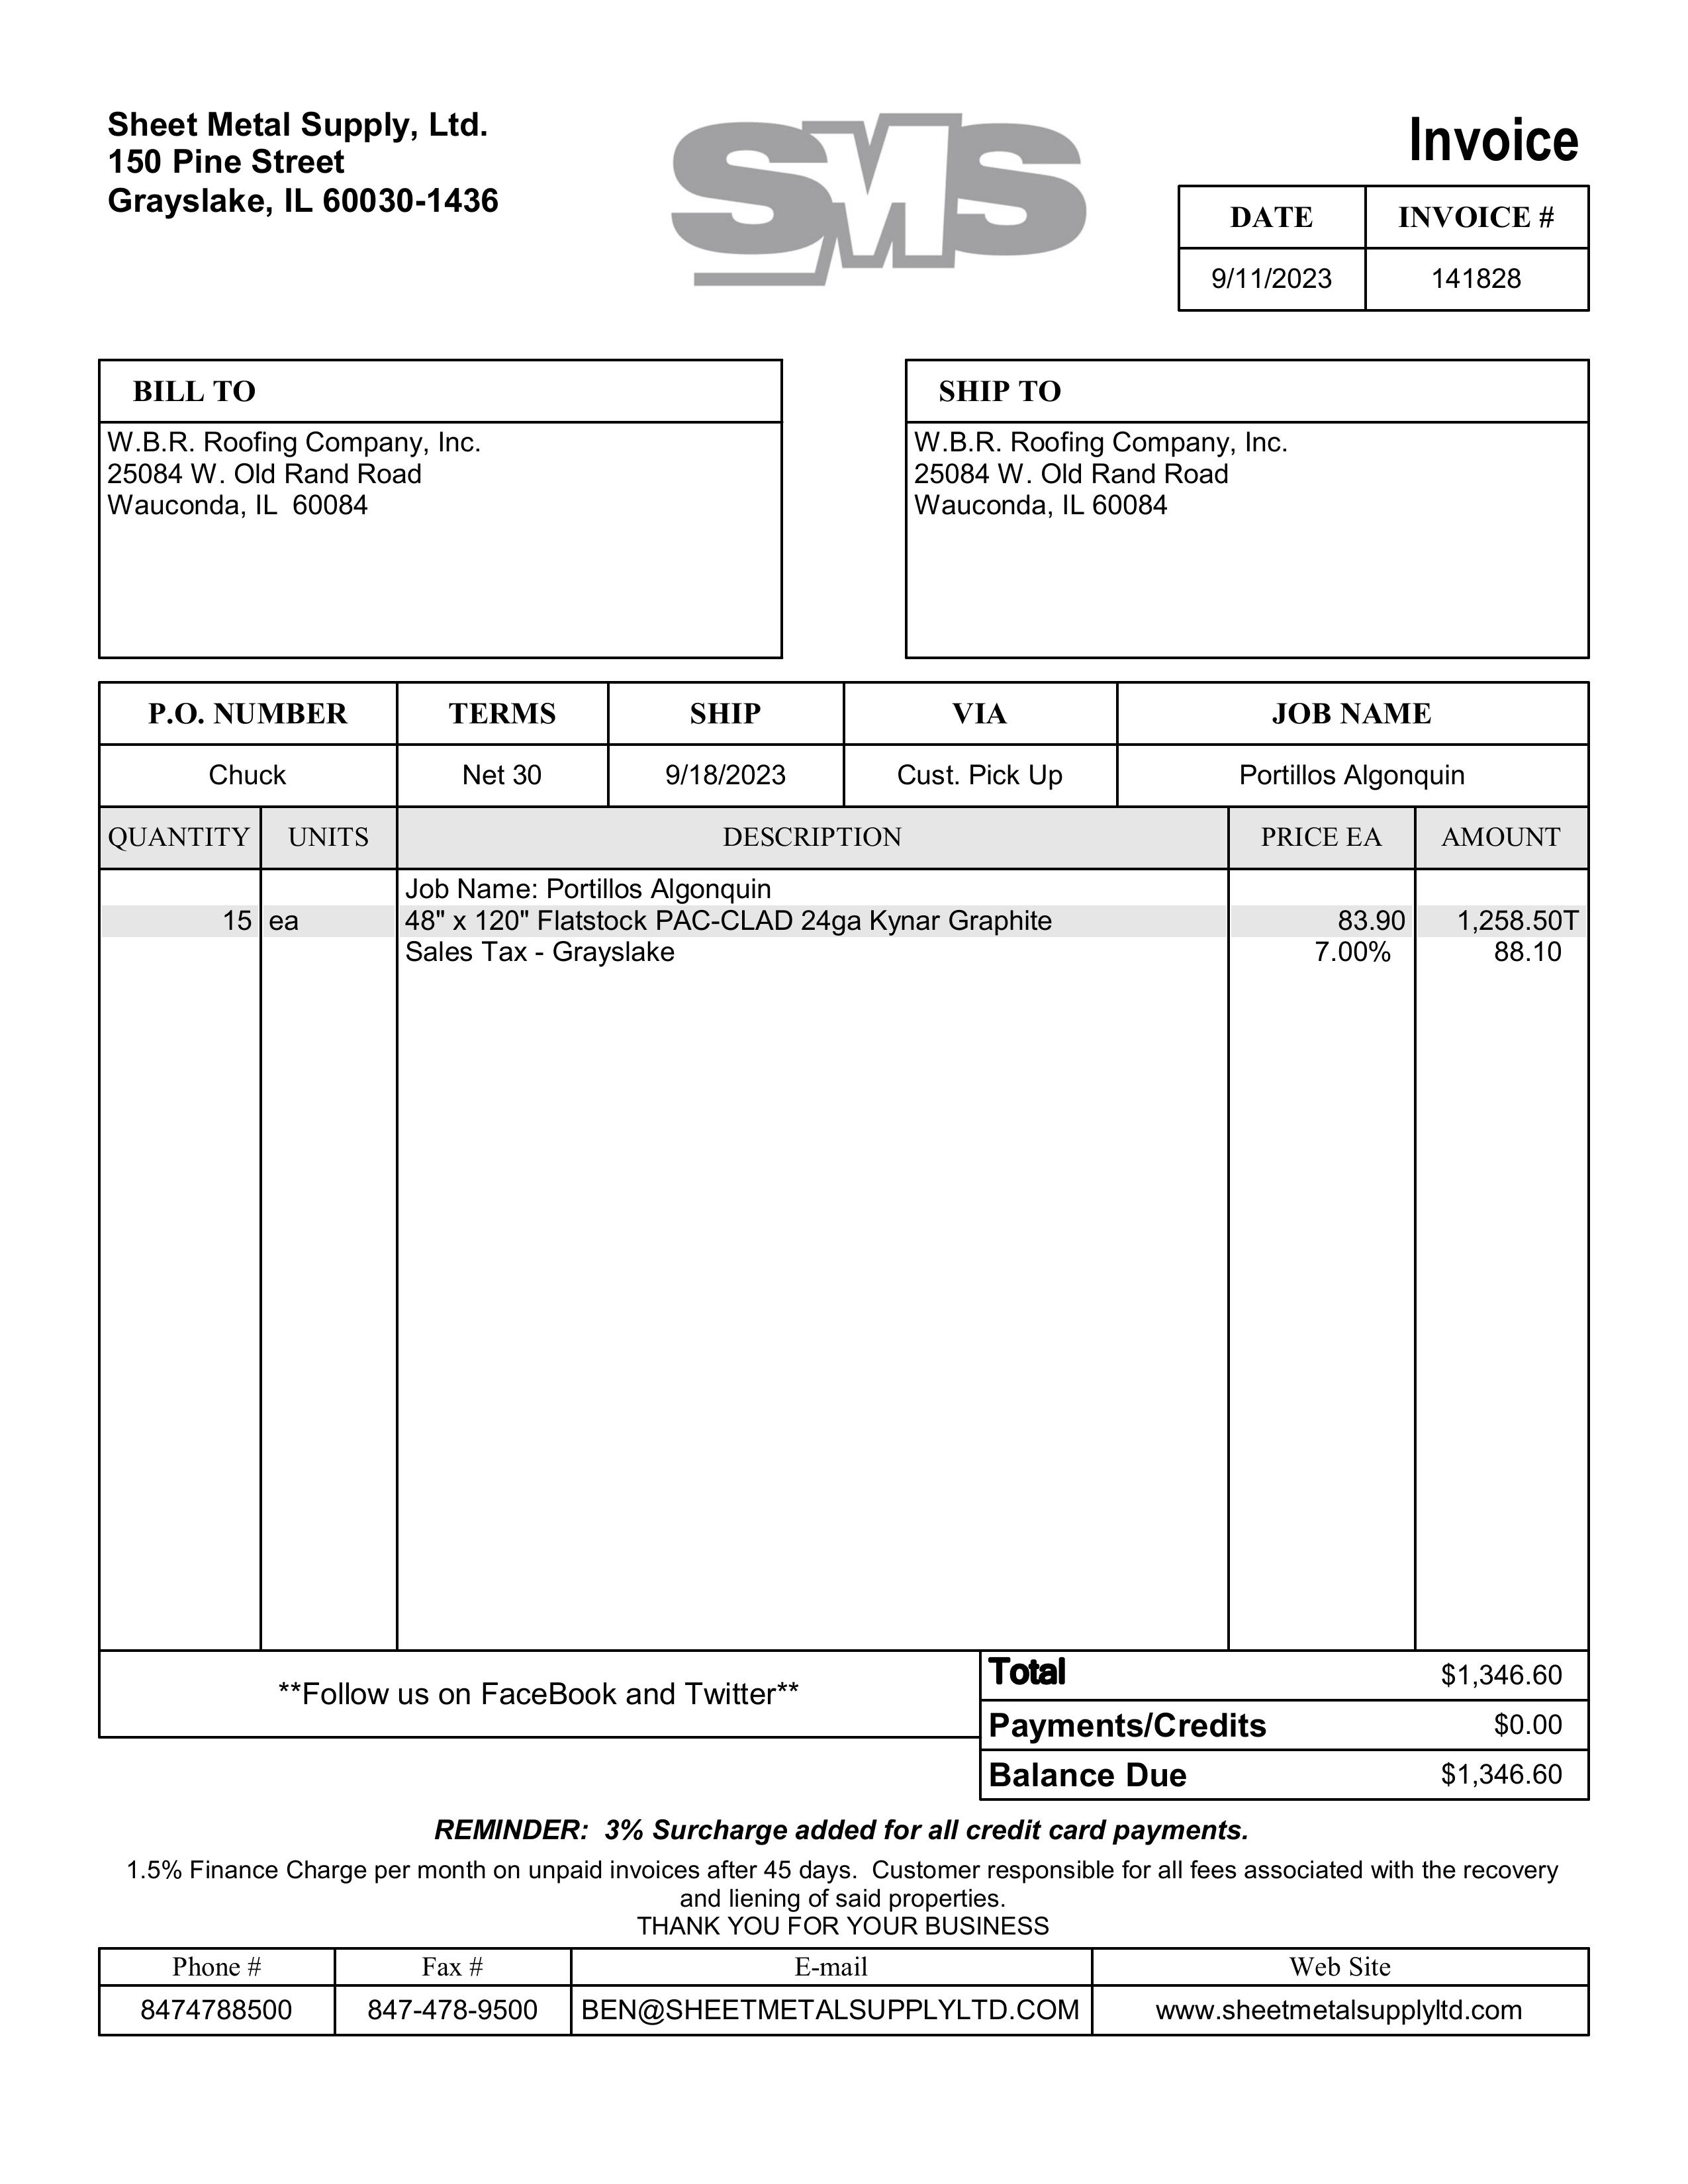 Sheet Metal Supply, Ltd.
150 Pine Street
Grayslake, IL 60030-1436
SMS
Invoice
DATE INVOICE #
9/11/2023 141828
BILL TO
W.B.R. Roofing Company, Inc.
25084 W. Old Rand Road
Wauconda, IL  60084
SHIP TO
W.B.R. Roofing Company, Inc.
25084 W. Old Rand Road
Wauconda, IL 60084
P.O. NUMBER TERMS SHIP VIA JOB NAME
Chuck Net 30 9/18/2023 Cust. Pick Up Portillos Algonquin
QUANTITY UNITS DESCRIPTION PRICE EA AMOUNT
Job Name: Portillos Algonquin
15 ea 48" x 120" Flatstock PAC-CLAD 24ga Kynar Graphite 83.90 1,258.50T
Sales Tax - Grayslake 7.00% 88.10
**Follow us on FaceBook and Twitter**
Total $1,346.60
Payments/Credits $0.00
Balance Due $1,346.60
REMINDER:  3% Surcharge added for all credit card payments.
1.5% Finance Charge per month on unpaid invoices after 45 days.  Customer responsible for all fees associated with the recovery
and liening of said properties.
THANK YOU FOR YOUR BUSINESS
Phone # Fax # E-mail Web Site
8474788500 847-478-9500 BEN@SHEETMETALSUPPLYLTD.COM www.sheetmetalsupplyltd.com